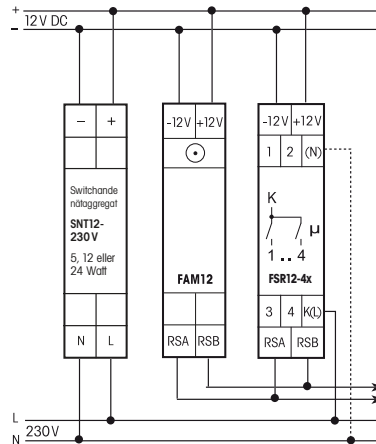 +
12V DC
–
– +
-12V +12V
-12V +12V
1 2 (N)
Switchande
nätaggregat
SNT12-
230V
5, 12 eller
24 Watt
K
µ
1 .. 4
FAM12
FSR12-4x
3 4 K(L)
N L
RSA RSB
RSA RSB
L
230V
N